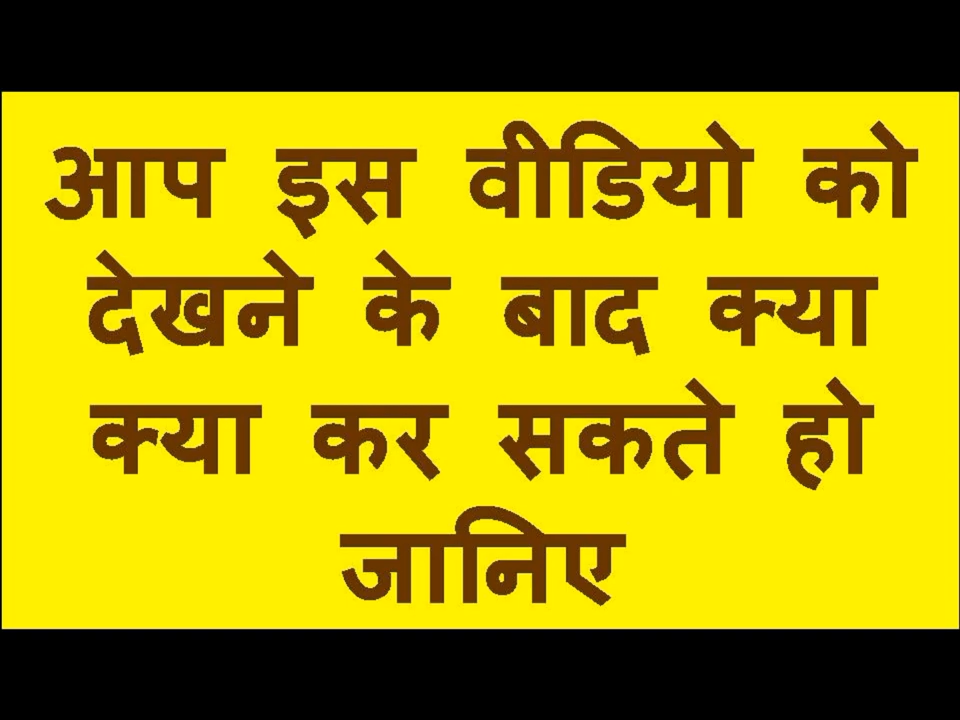 आप इस वीडियो को
देखने के बाद क्या
क्या कर सकते हो
जानिए